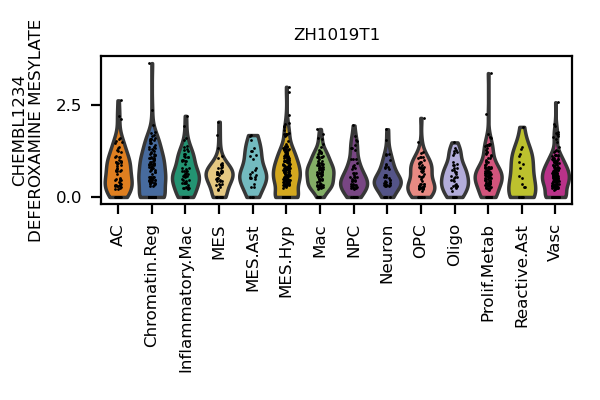 ZH1019T1
CHEMBL1234
DEFEROXAMINE MESYLATE
2.5
0.0
AC
Chromatin.Reg
Inflammatory.Mac
MES
MES.Ast
MES.Hyp
Mac
NPC
Neuron
OPC
Oligo
Prolif.Metab
Reactive.Ast
Vasc